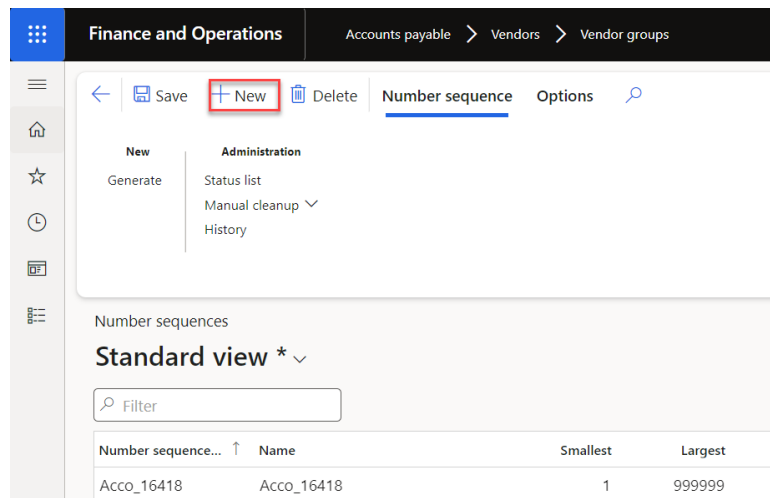 Finance and Operations Accounts payable Vendors Vendor groups
Save New Delete Number sequence Options
New Administration
Generate Status list
Manual cleanup
History
Number sequences
Standard view *
Filter
Number sequence... ↑ Name Smallest Largest
Acco_16418 Acco_16418 1 999999